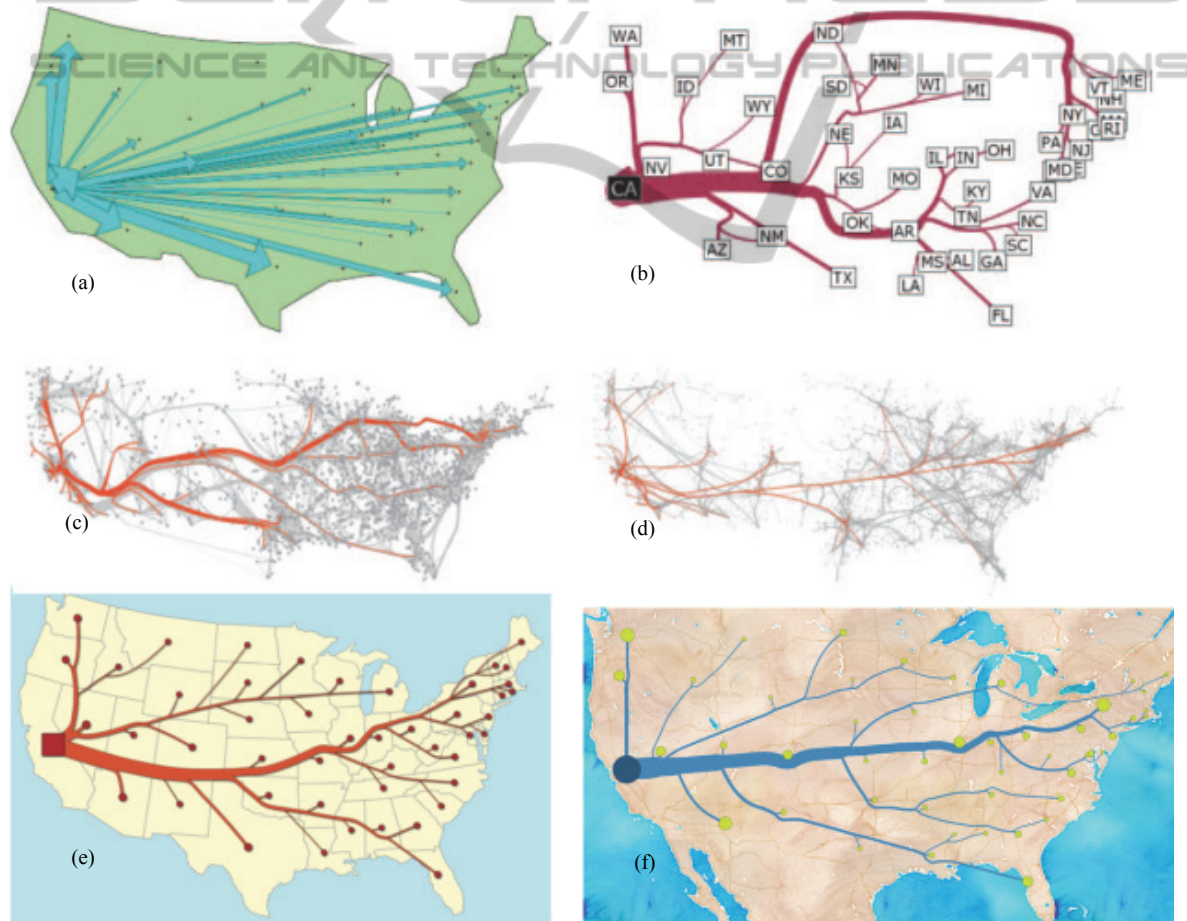 SCIENCE AND TECHNOLOGY PUBLICATIONS
(a)
WA
MT
ND
OR
ID
WY
SD
MN
WI
MI
VT
ME
NH
NY
RI
NE
IA
PA
NJ
NV
UT
CO
IL
IN
OH
MD
CA
KS
MO
KY
VA
OK
AR
TN
NC
SC
AZ
NM
MS
AL
GA
TX
LA
FL
(b)
(c)
(d)
(e)
(f)